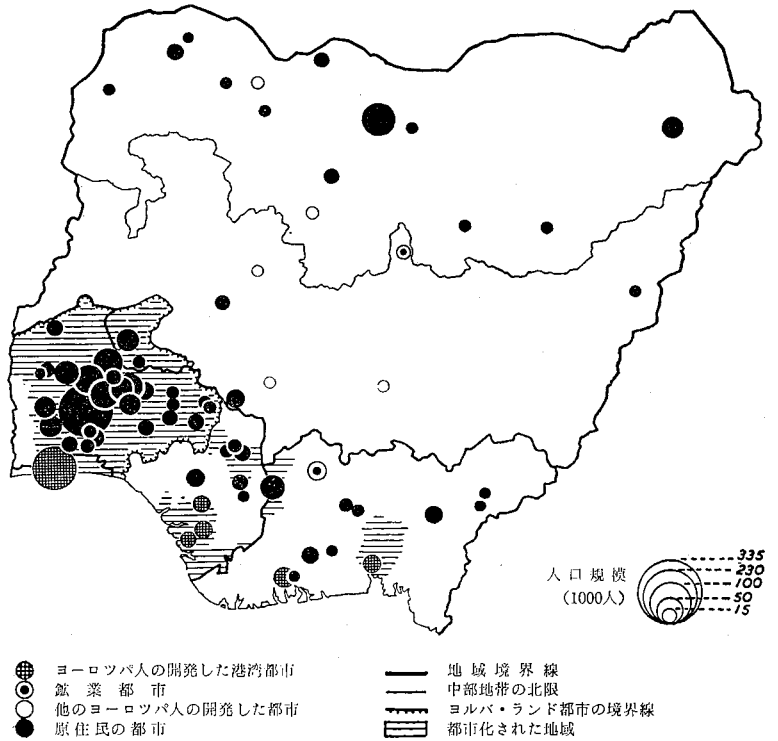 人口規模
(1000人)
335
230
100
50
15
ヨーロツパ人の開発した港湾都市
鉱業都市
他のヨーロツパ人の開発した都市
原住民の都市
地域境界線
中部地帯の北限
ヨルバ・ランド都市の境界線
都市化された地域